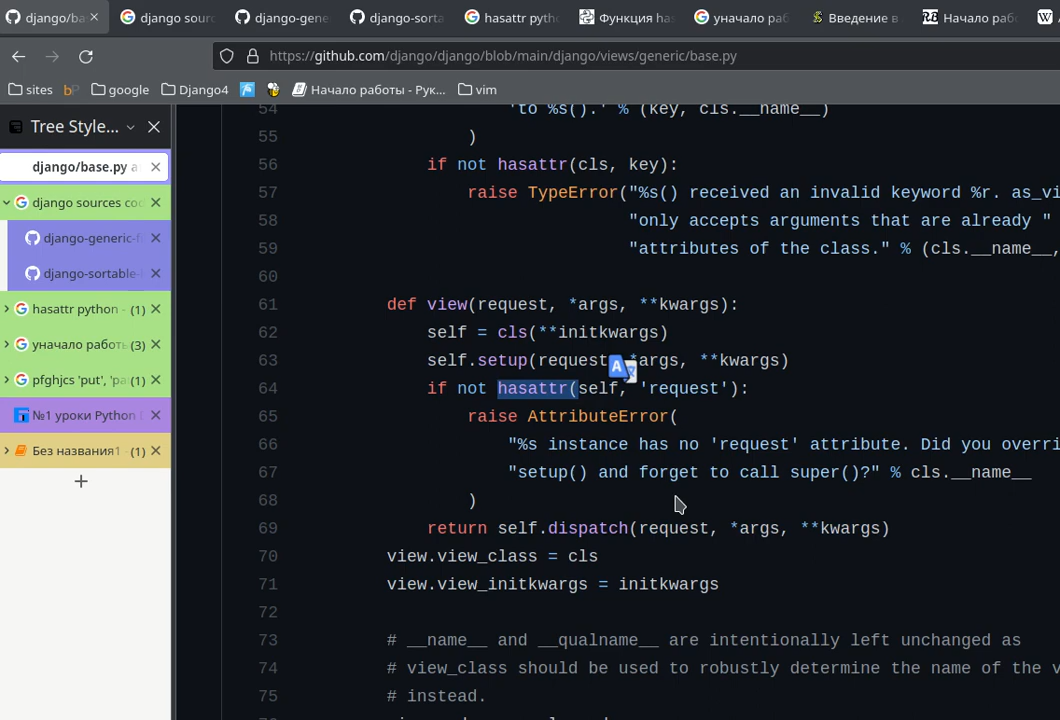 django/ba
django sour
django-gene
django-sorta
hasattr pyth
Функция has
уначало раб
Введение в
Начало раб
https://github.com/django/django/blob/main/django/views/generic/base.py
sites
bP
google
Django4
Начало работы - Рук...
vim
Tree Style...
django/base.py a
django sources cod
django-generic-f
django-sortable-
hasattr python - (1)
уначало работы (3)
pfghjcs 'put', 'pa (1)
№1 уроки Python
Без названия1 - (1)
54 'to %s().' % (key, cls.__name__)
55 )
56 if not hasattr(cls, key):
57 raise TypeError("%s() received an invalid keyword %r. as_vi
58 "only accepts arguments that are already "
59 "attributes of the class." % (cls.__name__,
60
61 def view(request, *args, **kwargs):
62 self = cls(**initkwargs)
63 self.setup(request, *args, **kwargs)
64 if not hasattr(self, 'request'):
65 raise AttributeError(
66 "%s instance has no 'request' attribute. Did you overri
67 "setup() and forget to call super()?" % cls.__name__
68 )
69 return self.dispatch(request, *args, **kwargs)
70 view.view_class = cls
71 view.view_initkwargs = initkwargs
72
73 # __name__ and __qualname__ are intentionally left unchanged as
74 # view_class should be used to robustly determine the name of the v
75 # instead.